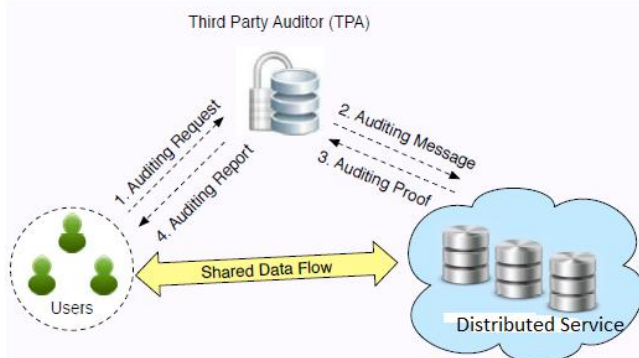 Third Party Auditor (TPA)
1. Auditing Request
2. Auditing Message
3. Auditing Proof
4. Auditing Report
Shared Data Flow
Users
Distributed Service